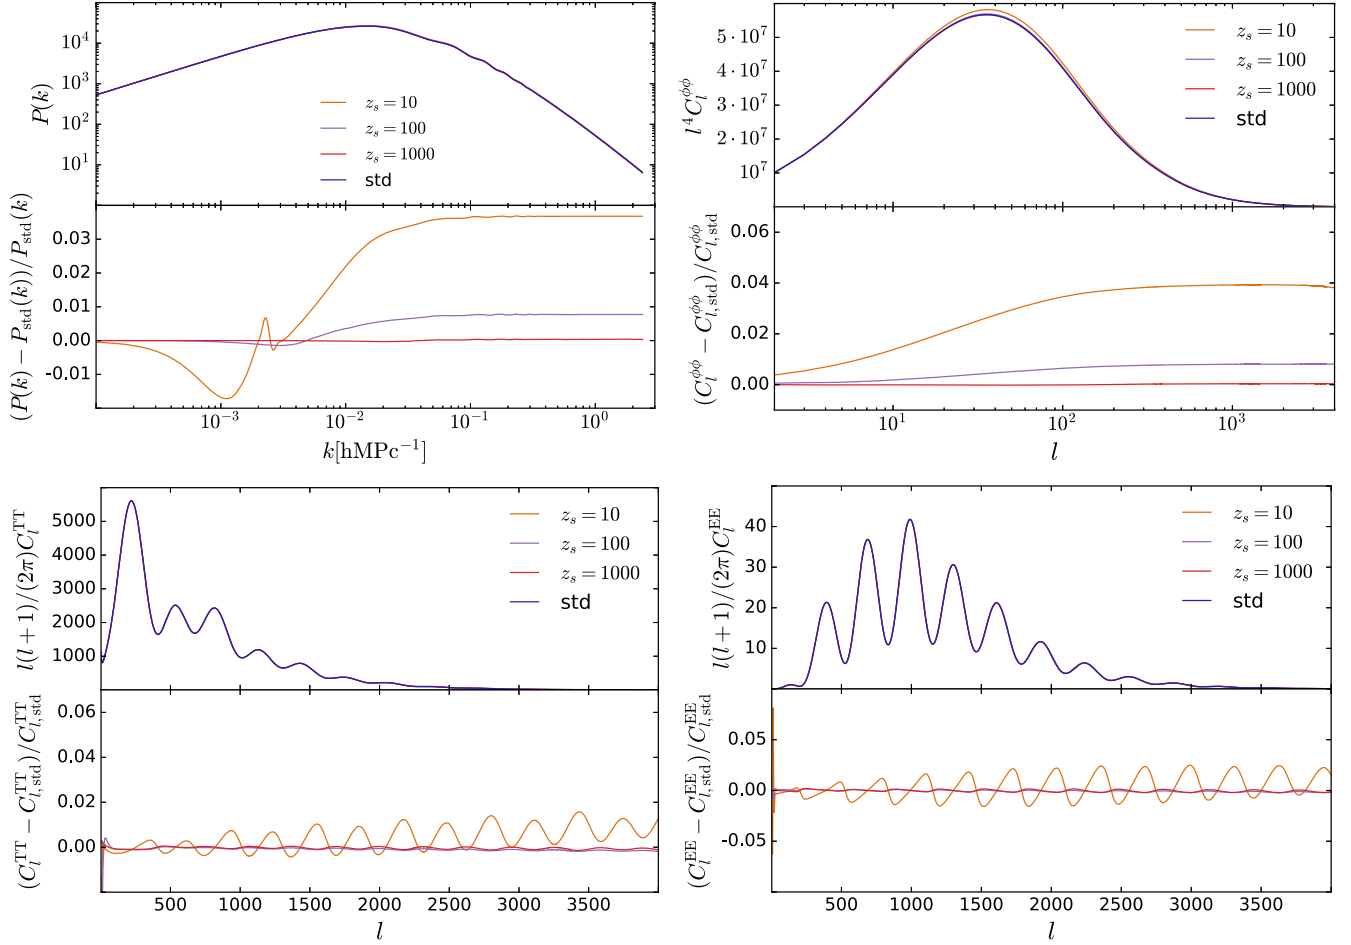 10^4
10^3
10^2
10^1
P(k)
z_s = 10
z_s = 100
z_s = 1000
std
0.03
0.02
0.01
0.00
-0.01
(P(k) − P_std(k))/P_std(k)
10^−3 10^−2 10^−1 10^0
k[hMPc^−1]
5·10^7
4·10^7
3·10^7
2·10^7
10^7
l^4 C_l^ϕϕ
z_s = 10
z_s = 100
z_s = 1000
std
0.06
0.04
0.02
0.00
(C_l^ϕϕ − C_l,std^ϕϕ)/C_l,std^ϕϕ
10^1 10^2 10^3
l
5000
4000
3000
2000
1000
l(l + 1)/(2π)C_l^TT
z_s = 10
z_s = 100
z_s = 1000
std
0.06
0.04
0.02
0.00
(C_l^TT − C_l,std^TT)/C_l,std^TT
500 1000 1500 2000 2500 3000 3500
l
40
30
20
10
l(l + 1)/(2π)C_l^EE
z_s = 10
z_s = 100
z_s = 1000
std
0.05
0.00
-0.05
(C_l^EE − C_l,std^EE)/C_l,std^EE
500 1000 1500 2000 2500 3000 3500
l